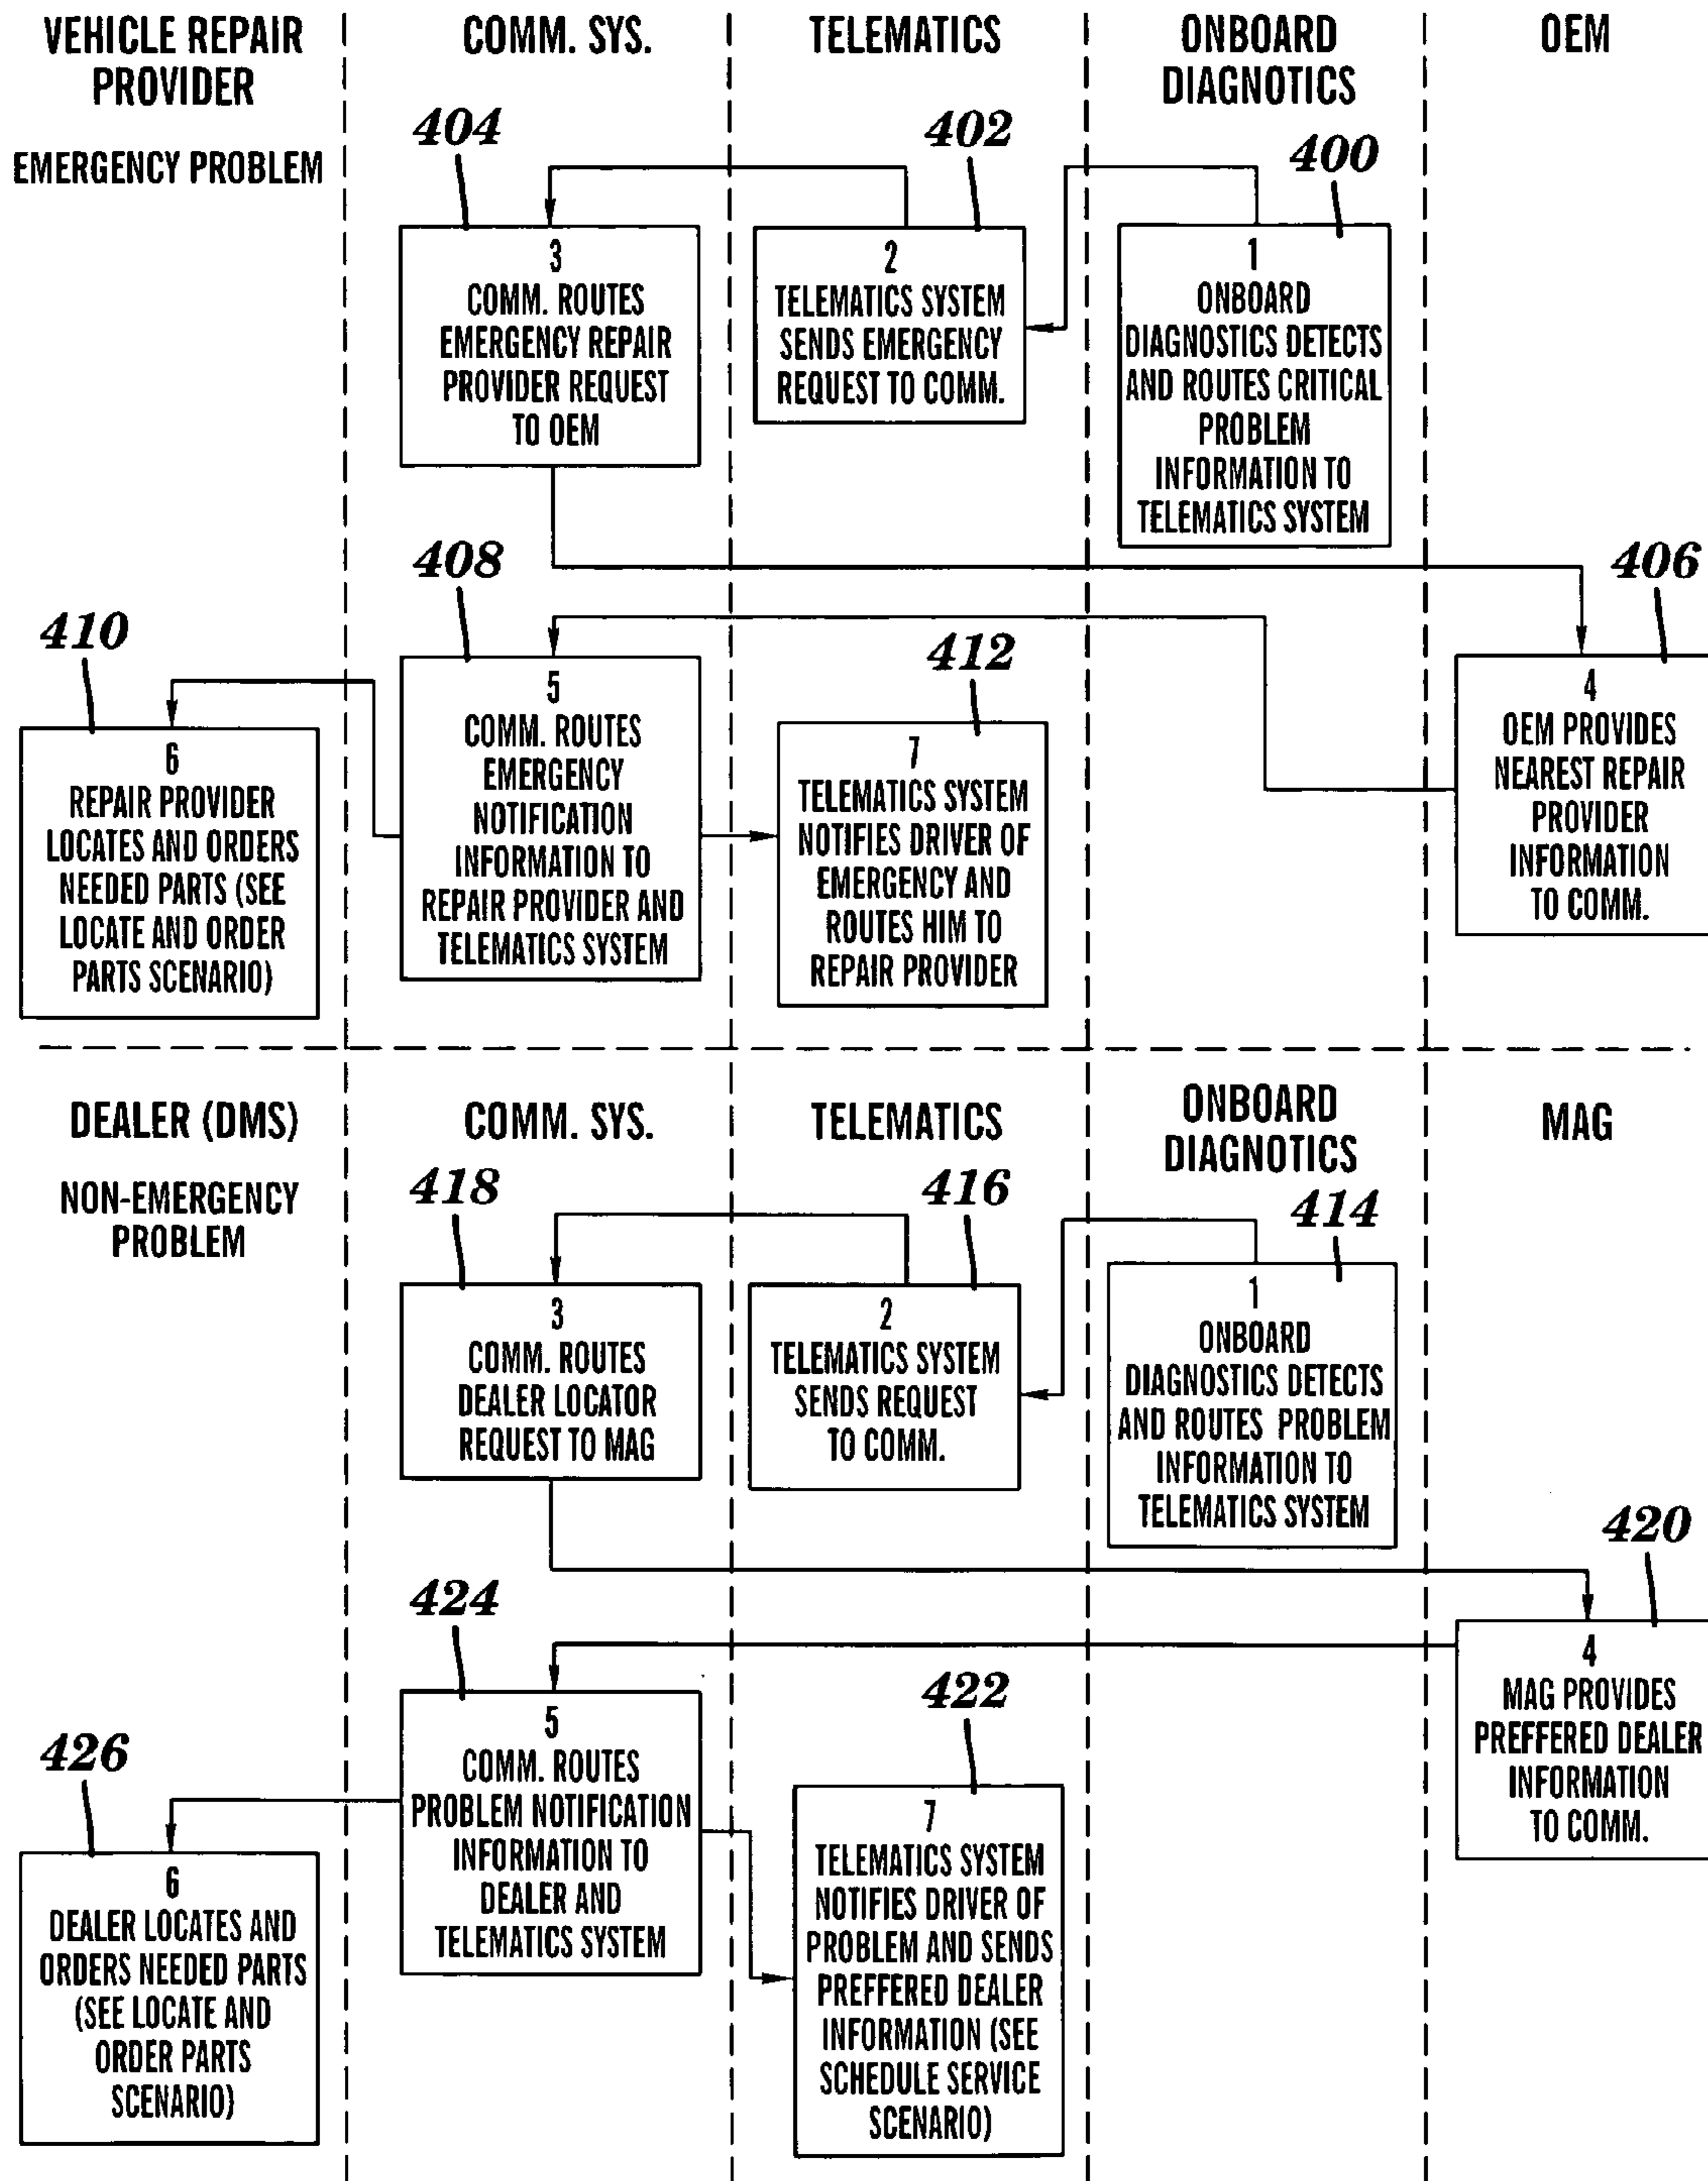 VEHICLE REPAIR
PROVIDER
COMM. SYS.
TELEMATICS
ONBOARD
DIAGNOTICS
OEM
EMERGENCY PROBLEM
404
402
400
3
COMM. ROUTES
EMERGENCY REPAIR
PROVIDER REQUEST
TO OEM
2
TELEMATICS SYSTEM
SENDS EMERGENCY
REQUEST TO COMM.
1
ONBOARD
DIAGNOSTICS DETECTS
AND ROUTES CRITICAL
PROBLEM
INFORMATION TO
TELEMATICS SYSTEM
408
406
410
412
6
REPAIR PROVIDER
LOCATES AND ORDERS
NEEDED PARTS (SEE
LOCATE AND ORDER
PARTS SCENARIO)
5
COMM. ROUTES
EMERGENCY
NOTIFICATION
INFORMATION TO
REPAIR PROVIDER AND
TELEMATICS SYSTEM
7
TELEMATICS SYSTEM
NOTIFIES DRIVER OF
EMERGENCY AND
ROUTES HIM TO
REPAIR PROVIDER
4
OEM PROVIDES
NEAREST REPAIR
PROVIDER
INFORMATION
TO COMM.
DEALER (DMS)
COMM. SYS.
TELEMATICS
ONBOARD
DIAGNOTICS
MAG
NON-EMERGENCY
PROBLEM
418
416
414
3
COMM. ROUTES
DEALER LOCATOR
REQUEST TO MAG
2
TELEMATICS SYSTEM
SENDS REQUEST
TO COMM.
1
ONBOARD
DIAGNOSTICS DETECTS
AND ROUTES PROBLEM
INFORMATION TO
TELEMATICS SYSTEM
420
424
422
426
6
DEALER LOCATES AND
ORDERS NEEDED PARTS
(SEE LOCATE AND
ORDER PARTS
SCENARIO)
5
COMM. ROUTES
PROBLEM NOTIFICATION
INFORMATION TO
DEALER AND
TELEMATICS SYSTEM
7
TELEMATICS SYSTEM
NOTIFIES DRIVER OF
PROBLEM AND SENDS
PREFFERED DEALER
INFORMATION (SEE
SCHEDULE SERVICE
SCENARIO)
4
MAG PROVIDES
PREFFERED DEALER
INFORMATION
TO COMM.